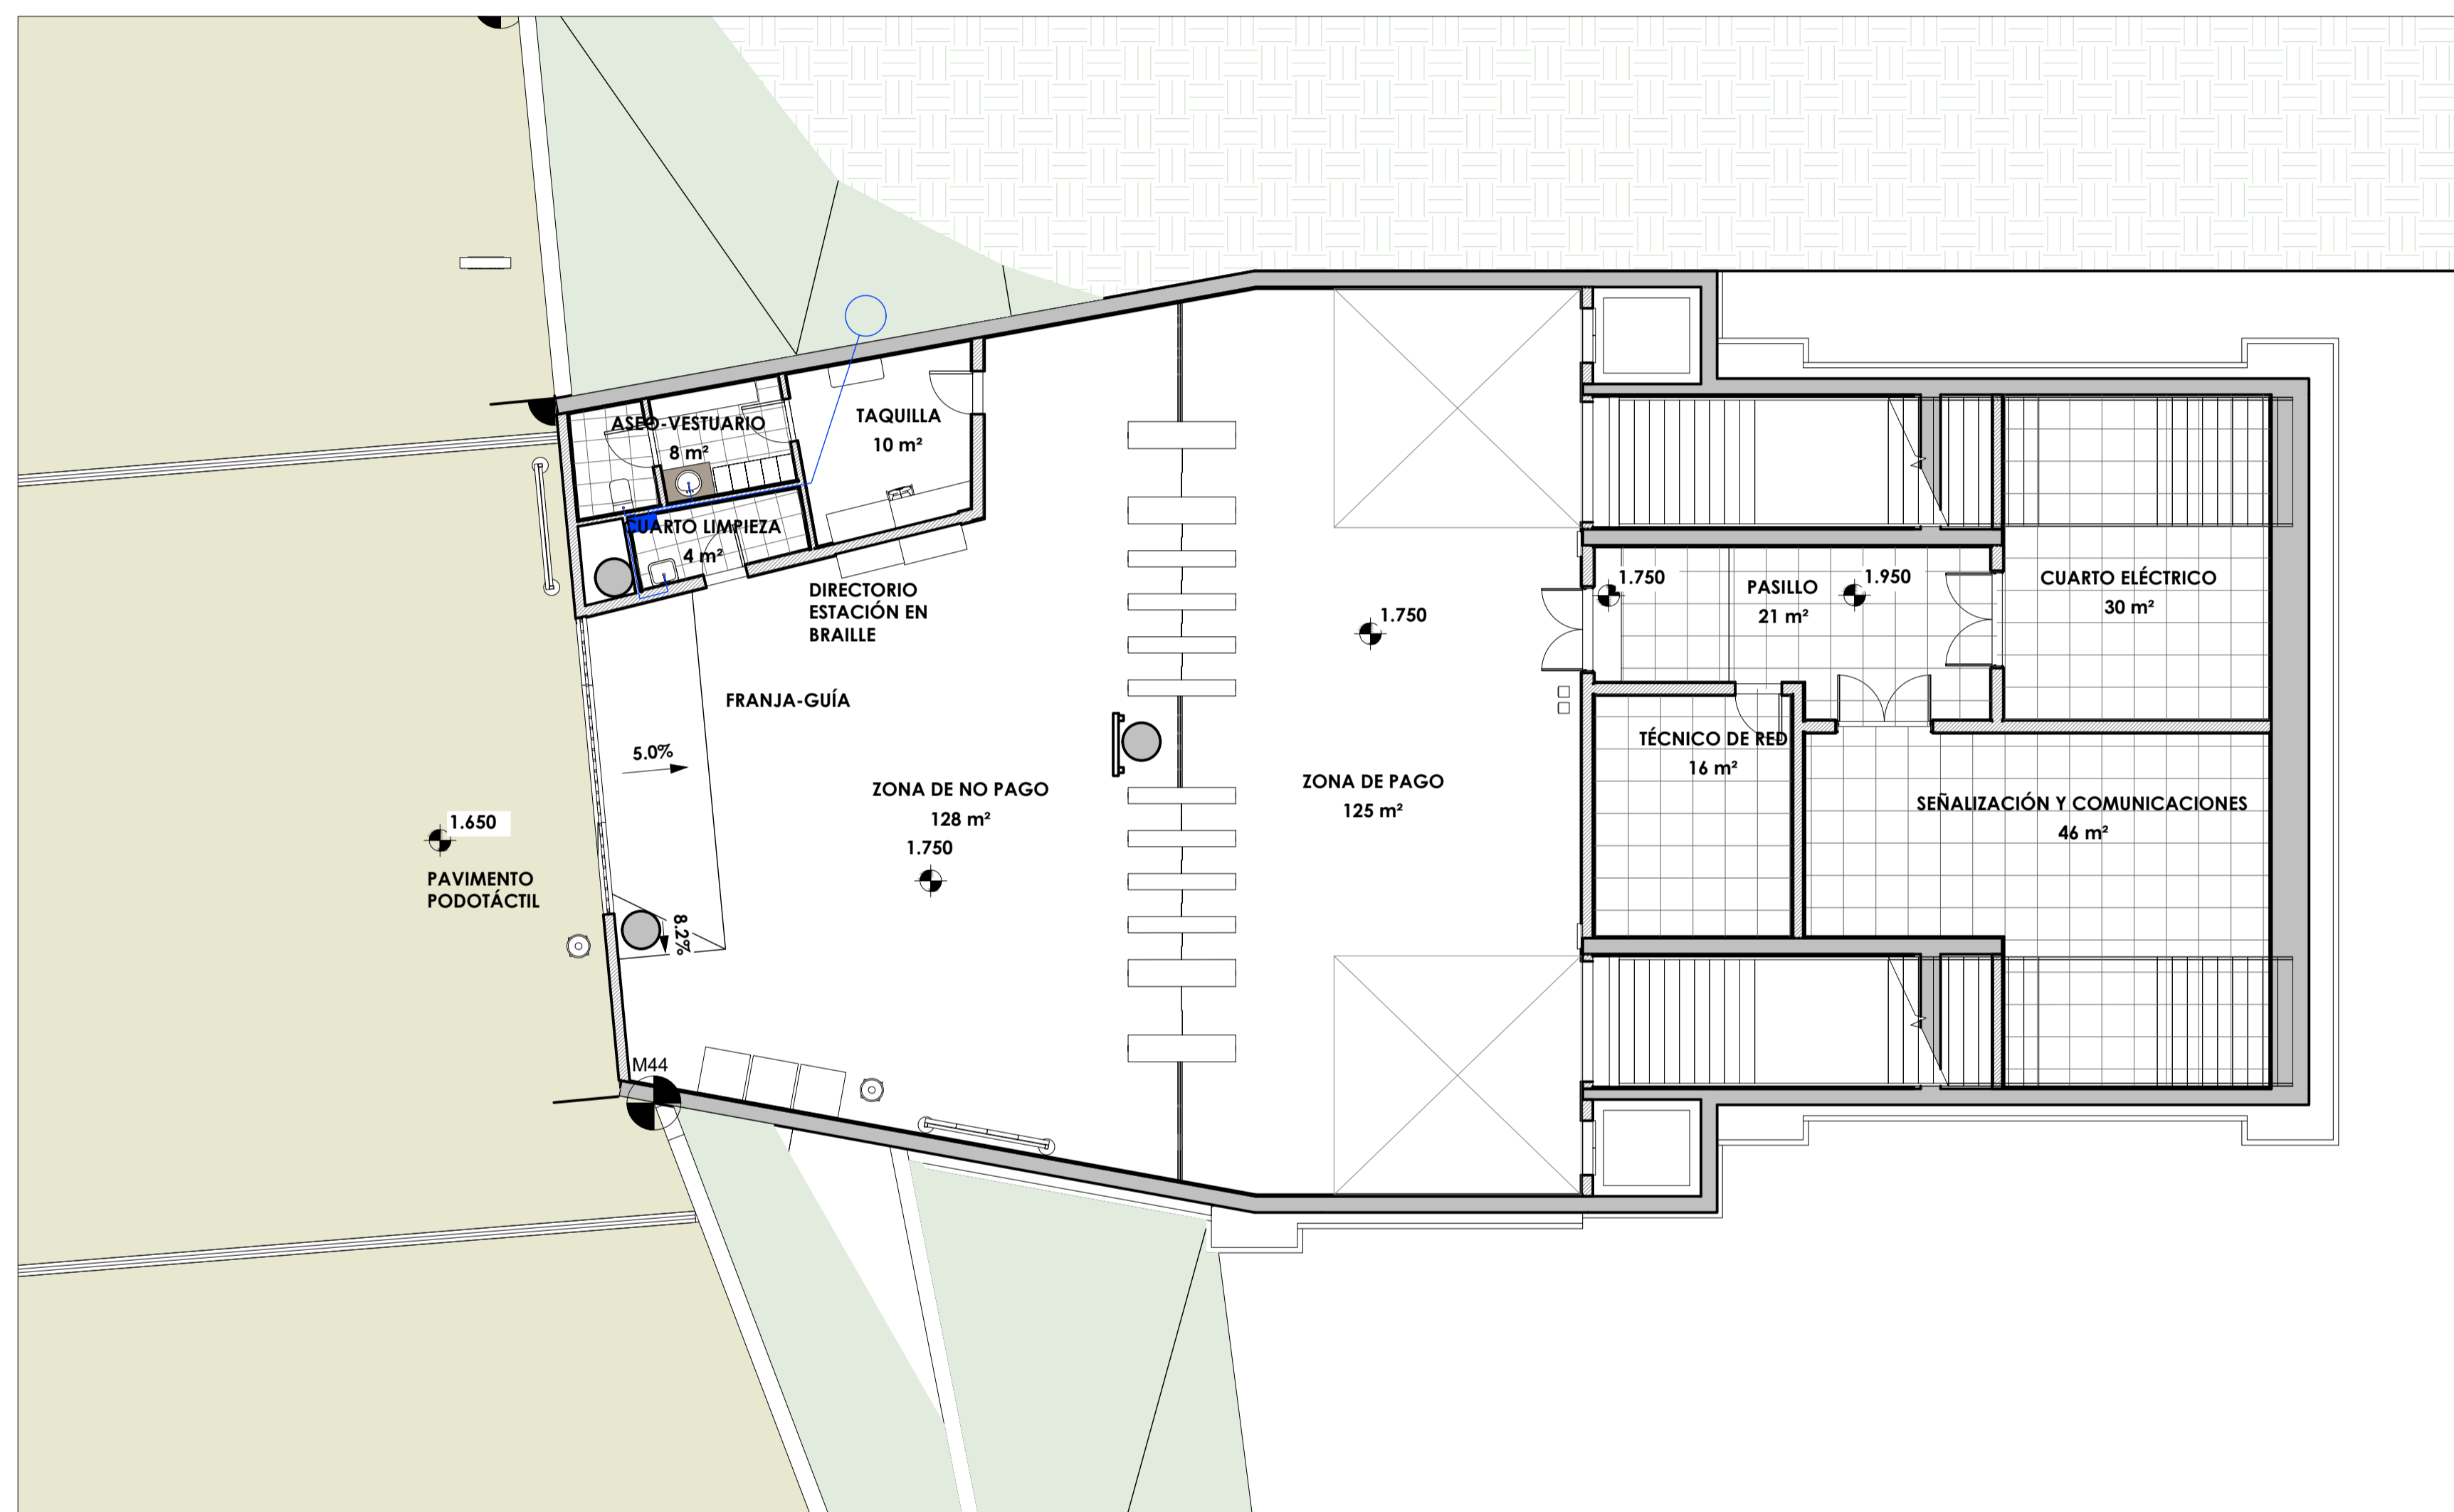 ASEO-VESTUARIO
8 m²
TAQUILLA
10 m²
CUARTO LIMPIEZA
4 m²
DIRECTORIO
ESTACIÓN EN
BRAILLE
FRANJA-GUÍA
5.0%
8.2%
ZONA DE NO PAGO
128 m²
1.750
1.650
PAVIMENTO
PODOTÁCTIL
M44
1.750
ZONA DE PAGO
125 m²
1.750
PASILLO
21 m²
1.950
CUARTO ELÉCTRICO
30 m²
TÉCNICO DE RED
16 m²
SEÑALIZACIÓN Y COMUNICACIONES
46 m²